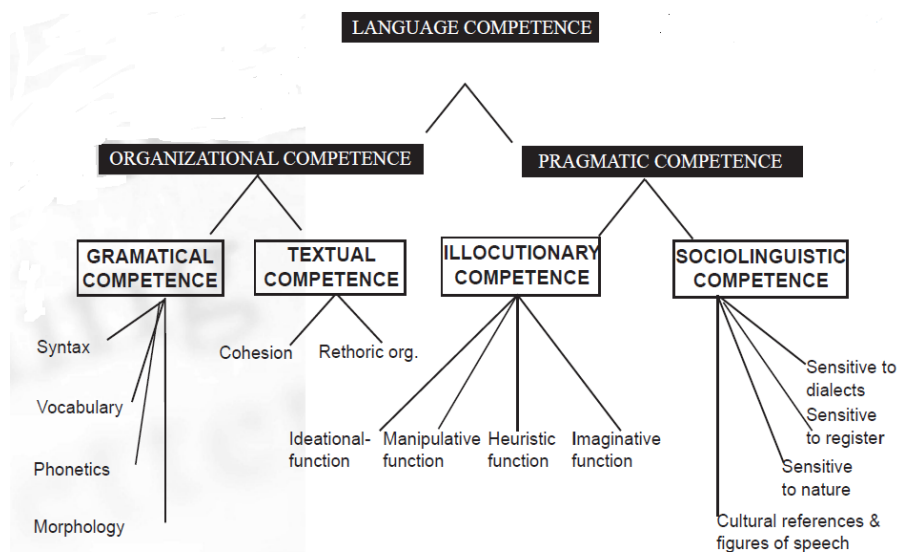 LANGUAGE COMPETENCE
ORGANIZATIONAL COMPETENCE
PRAGMATIC COMPETENCE
GRAMATICAL
COMPETENCE
TEXTUAL
COMPETENCE
ILLOCUTIONARY
COMPETENCE
SOCIOLINGUISTIC
COMPETENCE
Syntax
Vocabulary
Phonetics
Morphology
Cohesion
Rethoric org.
Ideational-
function
Manipulative
function
Heuristic
function
Imaginative
function
Sensitive to
dialects
Sensitive
to register
Sensitive
to nature
Cultural references &
figures of speech